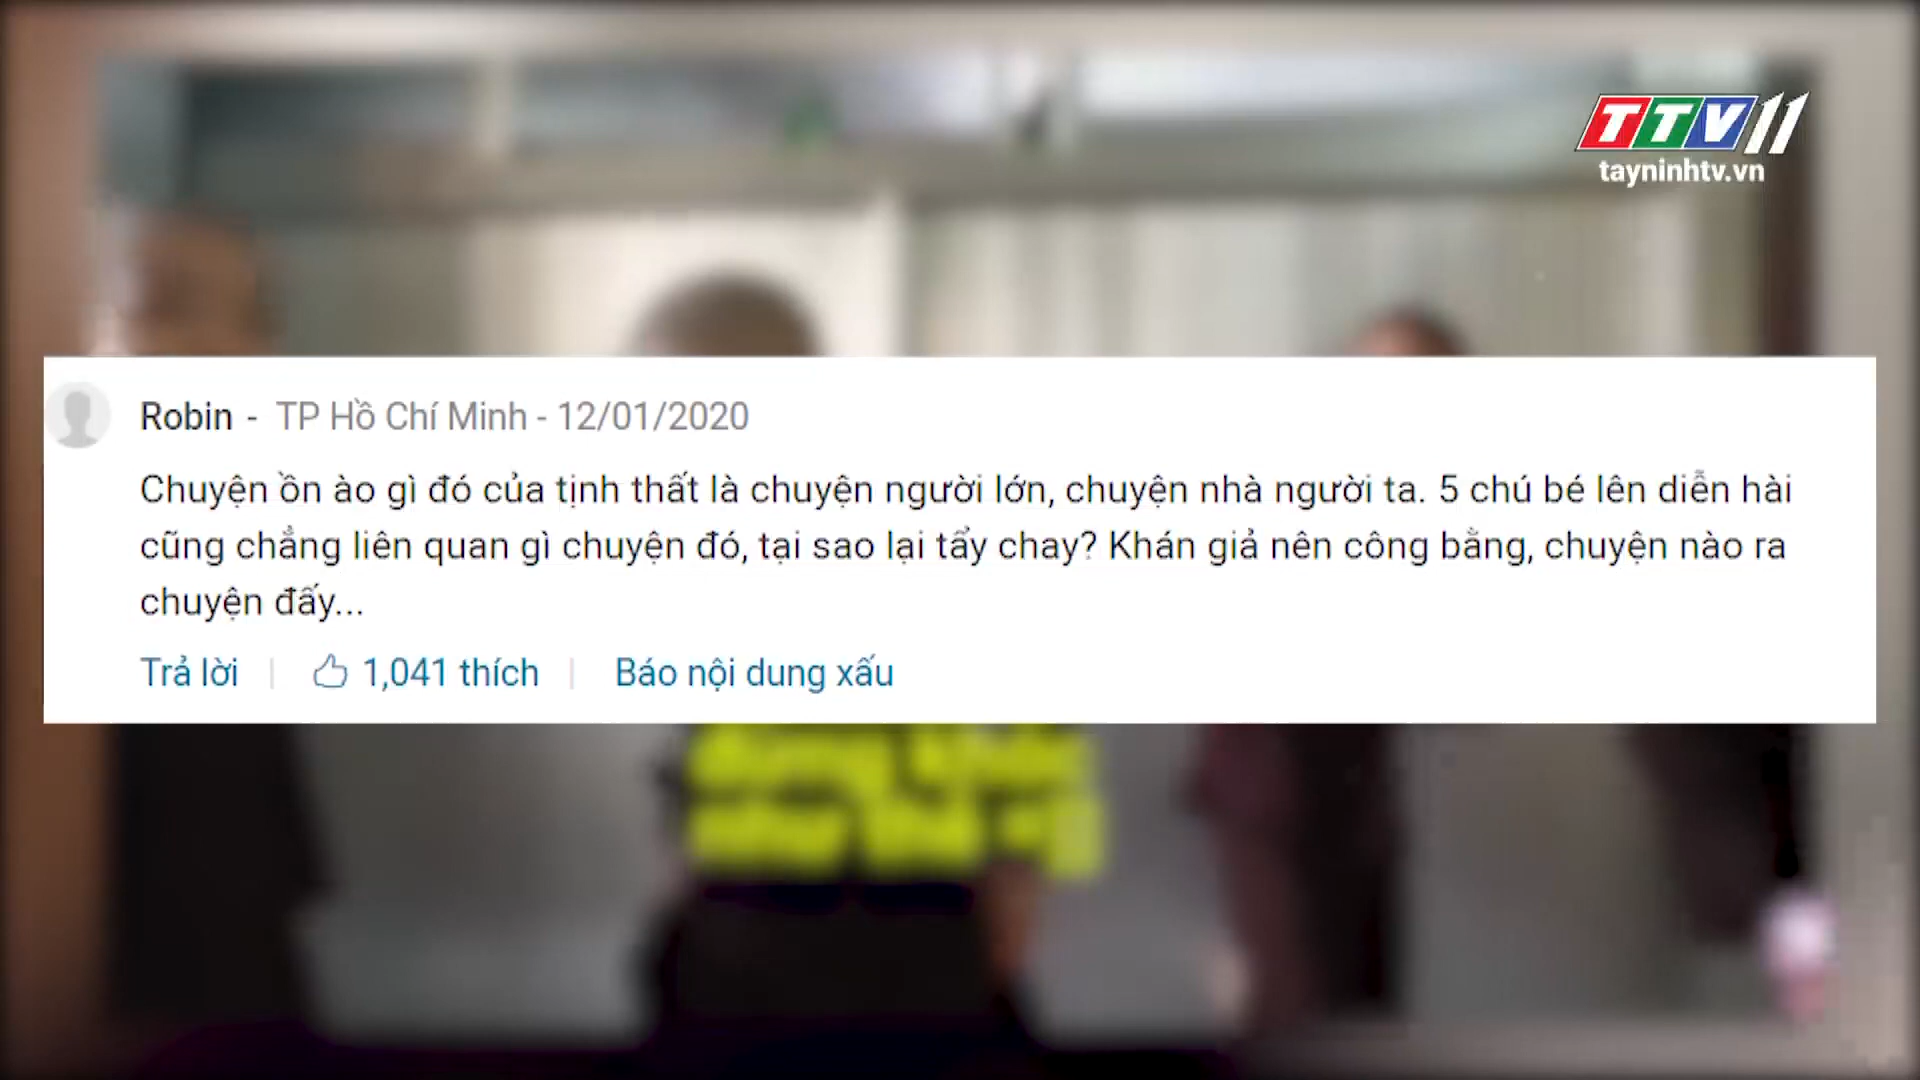 TTV11
tayninhtv.vn
Robin - TP Hồ Chí Minh - 12/01/2020
Chuyện ồn ào gì đó của tịnh thất là chuyện người lớn, chuyện nhà người ta. 5 chú bé lên diễn hài
cũng chẳng liên quan gì chuyện đó, tại sao lại tẩy chay? Khán giả nên công bằng, chuyện nào ra
chuyện đấy...
Trả lời | 1,041 thích | Báo nội dung xấu